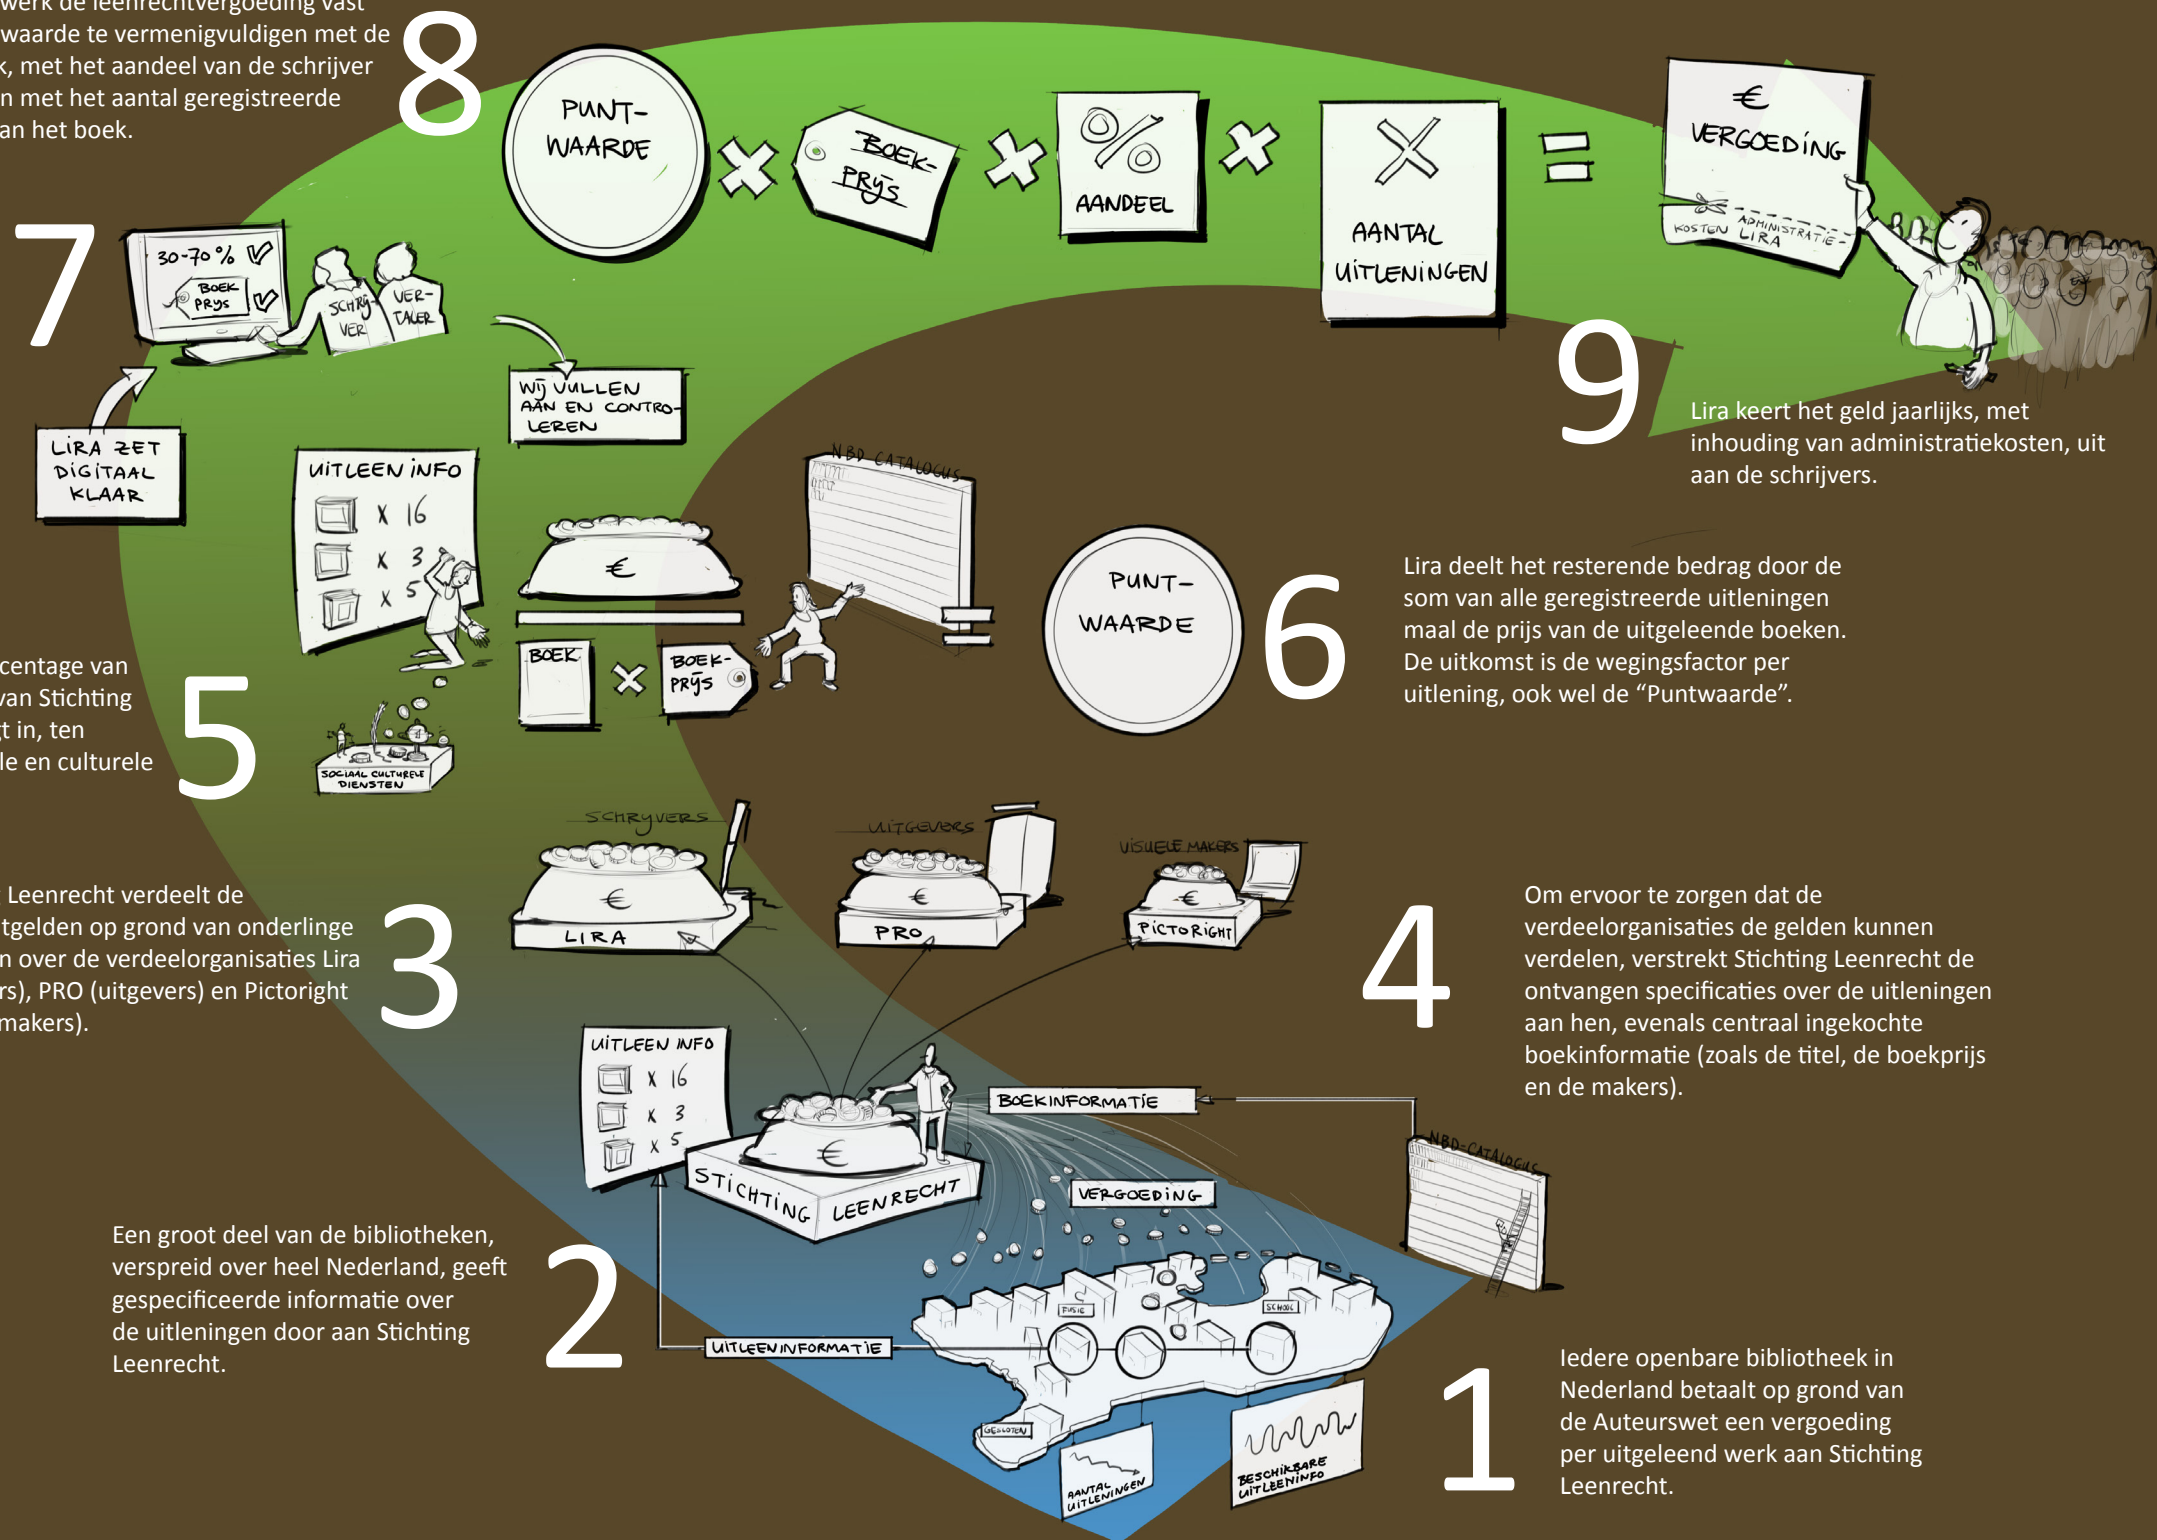 werk de leenrechtvergoeding vast
waarde te vermenigvuldigen met de
k, met het aandeel van de schrijver
n met het aantal geregistreerde
an het boek.
8
PUNT-
WAARDE
BOEK-
PRIJS
%
AANDEEL
AANTAL
UITLENINGEN
=
€
VERGOEDING
ADMINISTRATIE-
KOSTEN LIRA
7
30-70%
BOEK
PRIJS
SCHRIJ-
VER
VER-
TALER
LIRA ZET
DIGITAAL
KLAAR
WIJ VULLEN
AAN EN CONTRO-
LEREN
9
Lira keert het geld jaarlijks, met
inhouding van administratiekosten, uit
aan de schrijvers.
UITLEEN INFO
X 16
X 3
X 5
€
BOEK
BOEK-
PRIJS
NBD CATALOGUS
PUNT-
WAARDE
6
Lira deelt het resterende bedrag door de
som van alle geregistreerde uitleningen
maal de prijs van de uitgeleende boeken.
De uitkomst is de wegingsfactor per
uitlening, ook wel de “Puntwaarde”.
centage van
van Stichting
t in, ten
le en culturele
5
SOCIAAL CULTURELE
DIENSTEN
SCHRIJVERS
€
LIRA
UITGEVERS
€
PRO
VISUELE MAKERS
€
PICTORIGHT
Leenrecht verdeelt de
tgelden op grond van onderlinge
n over de verdeelorganisaties Lira
rs), PRO (uitgevers) en Pictoright
makers).
3
4
Om ervoor te zorgen dat de
verdeelorganisaties de gelden kunnen
verdelen, verstrekt Stichting Leenrecht de
ontvangen specificaties over de uitleningen
aan hen, evenals centraal ingekochte
boekinformatie (zoals de titel, de boekprijs
en de makers).
UITLEEN INFO
X 16
X 3
X 5
€
STICHTING LEENRECHT
BOEKINFORMATIE
NBD-CATALOGUS
VERGOEDING
Een groot deel van de bibliotheken,
verspreid over heel Nederland, geeft
gespecificeerde informatie over
de uitleningen door aan Stichting
Leenrecht.
2
UITLEENINFORMATIE
FUSIE
SCHOOL
GESLOTEN
AANTAL
UITLENINGEN
BESCHIKBARE
UITLEENINFO
1
Iedere openbare bibliotheek in
Nederland betaalt op grond van
de Auteurswet een vergoeding
per uitgeleend werk aan Stichting
Leenrecht.